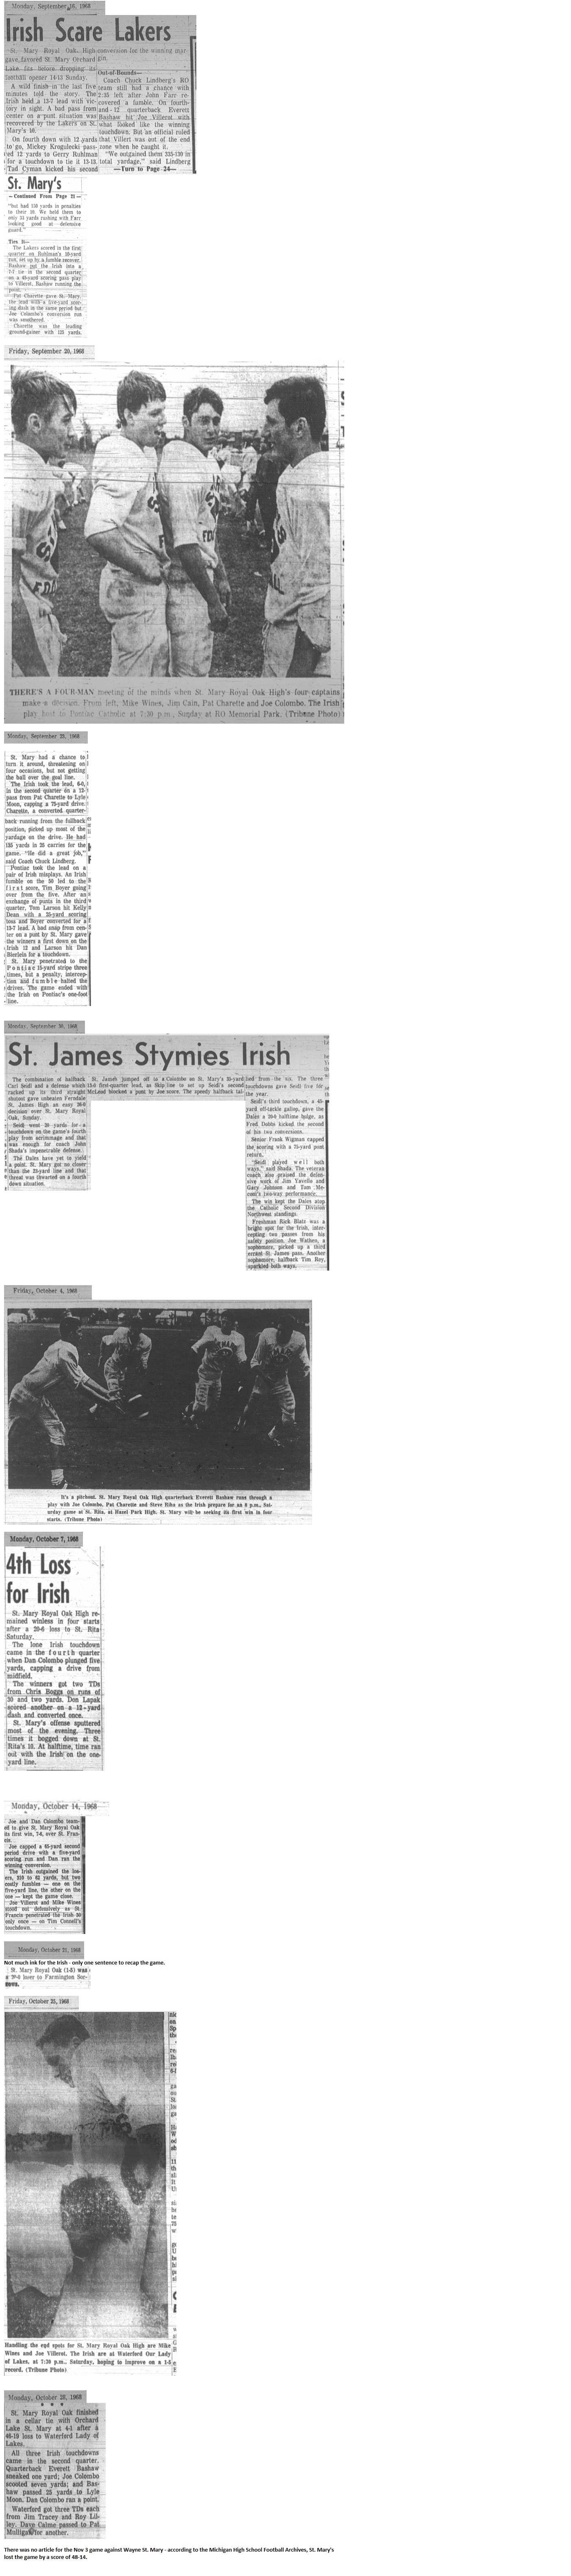 Monday, September 16, 1968
Irish Scare Lakers
St. Mary Royal Oak High
gave favored St. Mary Orchard
Lake fits before dropping its
football opener 14-13 Sunday.
A wild finish in the last five
minutes told the story. The
Irish held a 13-7 lead with vic-
tory in sight. A bad pass from
center on a punt situation was
recovered by the Lakers on St.
Mary's 16.
On fourth down with 12 yards
to go, Mickey Krogulecki pass-
ed 12 yards to Gerry Ruhlman
for a touchdown to tie it 13-13.
Tad Cyman kicked his second
conversion for the winning mar-
gin.
Out-of-Bounds—
Coach Chuck Lindberg's RO
team still had a chance with
2:35 left after John Farr re-
covered a fumble. On fourth-
and-12 quarterback Everett
Bashaw hit Joe Villerot with
what looked like the winning
touchdown. But an official ruled
that Villert was out of the end
zone when he caught it.
"We outgained them 335-130 in
total yardage," said Lindberg
—Turn to Page 24—
St. Mary's
— Continued From Page 21 —
"but had 136 yards in penalties
to their 20. We held them to
only 33 yards rushing with Farr
looking good at defensive
guard."
Ties It—
The Lakers scored in the first
quarter on Ruhlman's 10-yard
run, set up by a fumble recover.
Bashaw put the Irish into a
7-7 tie in the second quarter
on a 45-yard scoring pass play
to Villerot, Bashaw running the
point.
Pat Charette gave St. Mary
the lead with a five-yard scor-
ing dash in the same period but
Joe Colombo's conversion run
was smothered.
Charette was the leading
ground-gainer with 125 yards.
Friday, September 20, 1968
THERE'S A FOUR-MAN meeting of the minds when St. Mary Royal Oak High's four captains
make a decision. From left, Mike Wines, Jim Cain, Pat Charette and Joe Colombo. The Irish
play host to Pontiac Catholic at 7:30 p.m., Sunday at RO Memorial Park. (Tribune Photo)
Monday, September 23, 1968
St. Mary had a chance to
turn it around, threatening on
four occasions, but not getting
the ball over the goal line.
The Irish took the lead, 6-0,
in the second quarter on a 12-
pass from Pat Charette to Lyle
Moon, capping a 75-yard drive.
Charette, a converted quarter-
back running from the fullback
position, picked up most of the
yardage on the drive. He had
135 yards in 26 carries for the
game. "He did a great job,"
said Coach Chuck Lindberg.
Pontiac took the lead on a
pair of Irish misplays. An Irish
fumble on the 50 led to the
first score, Tim Boyer going
over from the five. After an
exchange of punts in the third
quarter, Tom Larson hit Kelly
Dean with a 35-yard scoring
toss and Boyer converted for a
13-7 lead. A bad snap from cen-
ter on a punt by St. Mary gave
the winners a first down on the
Irish 12 and Larson hit Dan
Bierlein for a touchdown.
St. Mary penetrated to the
Pontiac 15-yard stripe three
times, but a penalty, intercep-
tion and fumble halted the
drives. The game ended with
the Irish on Pontiac's one-foot
line.
Monday, September 30, 1968
St. James Stymies Irish
The combination of halfback
Carl Seidl and a defense which
racked up its third straight
shutout gave unbeaten Ferndale
St. James High an easy 26-0
decision over St. Mary Royal
Oak, Sunday.
Seidl went 20 yards for a
touchdown on the game's fourth
play from scrimmage and that
was enough for coach John
Shada's impenetrable defense.
The Dales have yet to yield
a point. St. Mary got no closer
than the 25-yard line and that
threat was thwarted on a fourth
down situation.
St. James jumped off to a
13-0 first-quarter lead, as Skip
McLeod blocked a punt by Joe
Colombo on St. Mary's 35-yard
line to set up Seidl's second
score. The speedy halfback tal-
lied from the six. The three
touchdowns gave Seidl five for
the year.
Seidl's third touchdown, a 45-
yard off-tackle gallop, gave the
Dales a 20-0 halftime bulge, as
Fred Dobbs kicked the second
of his two conversions.
Senior Frank Wigman capped
the scoring with a 75-yard punt
return.
"Seidl played well both
ways," said Shada. The veteran
coach also praised the defen-
sive work of Jim Yavello and
Gary Johnson and Tom Me-
coni's two-way performance.
The win kept the Dales atop
the Catholic Second Division
Northwest standings.
Freshman Rick Blats was a
bright spot for the Irish, inter-
cepting two passes from his
safety position. Joe Wathen, a
sophomore, picked up a third
errant St. James pass. Another
sophomore, halfback Tim Roy,
sparkled both ways.
Friday, October 4, 1968
It's a pitchout. St. Mary Royal Oak High quarterback Everett Bashaw runs through a
play with Joe Colombo, Pat Charette and Steve Riba as the Irish prepare for an 8 p.m., Sat-
urday game at St. Rita, at Hazel Park High. St. Mary will be seeking its first win in four
starts. (Tribune Photo)
Monday, October 7, 1968
4th Loss
for Irish
St. Mary Royal Oak High re-
mained winless in four starts
after a 20-6 loss to St. Rita
Saturday.
The lone Irish touchdown
came in the fourth quarter
when Dan Colombo plunged five
yards, capping a drive from
midfield.
The winners got two TDs
from Chris Boggs on runs of
30 and two yards. Don Lapak
scored another on a 12-yard
dash and converted once.
St. Mary's offense sputtered
most of the evening. Three
times it bogged down at St.
Rita's 15. At halftime, time ran
out with the Irish on the one-
yard line.
Monday, October 14, 1968
Joe and Dan Colombo team-
ed to give St. Mary Royal Oak
its first win, 7-6, over St. Fran-
cis.
Joe capped a 65-yard second
period drive with a five-yard
scoring run and Dan ran the
winning conversion.
The Irish outgained the los-
ers, 210 to 62 yards, but two
costly fumbles — one on the
five-yard line, the other on the
one — kept the game close.
Joe Villerot and Mike Wines
stood out defensively as St.
Francis penetrated the Irish 30
only once — on Tim Connell's
touchdown.
Monday, October 21, 1968
Not much ink for the Irish - only one sentence to recap the game.
St. Mary Royal Oak (1-5) was
loser to Farmington Our
Friday, October 25, 1968
Handling the end spots for St. Mary Royal Oak High are Mike
Wines and Joe Villerot. The Irish are at Waterford Our Lady
of Lakes, at 7:30 p.m., Saturday, hoping to improve on a 1-5
record. (Tribune Photo)
Monday, October 28, 1968
* * *
St. Mary Royal Oak finished
in a cellar tie with Orchard
Lake St. Mary at 4-1 after a
46-19 loss to Waterford Lady of
Lakes.
All three Irish touchdowns
came in the second quarter.
Quarterback Everett Bashaw
sneaked one yard; Joe Colombo
scooted seven yards; and Bas-
haw passed 25 yards to Lyle
Moon. Dan Colombo ran a point.
Waterford got three TDs each
from Jim Tracey and Roy Lil-
ley. Dave Calme passed to Pat
Mulligan for another.
There was no article for the Nov 3 game against Wayne St. Mary - according to the Michigan High School Football Archives, St. Mary's
lost the game by a score of 48-14.